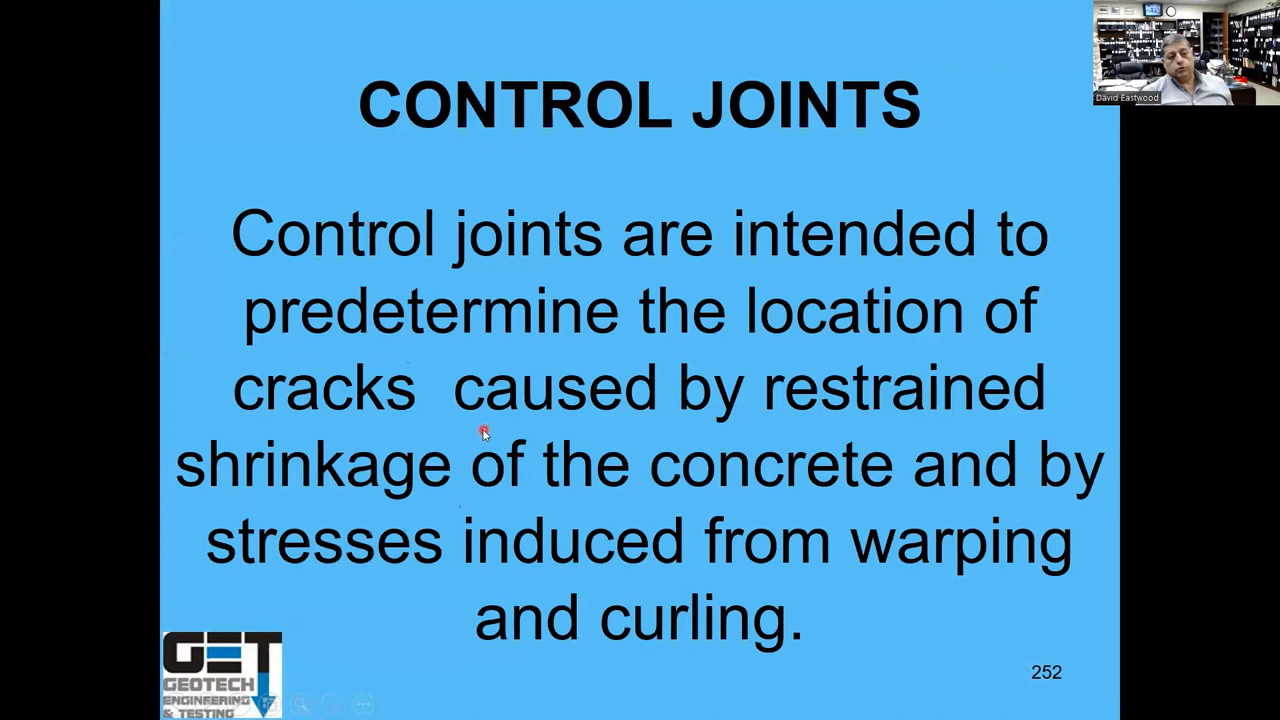 CONTROL JOINTS
David Eastwood
Control joints are intended to
predetermine the location of
cracks  caused by restrained
shrinkage of the concrete and by
stresses induced from warping
and curling.
GET
GEOTECH
ENGINEERING
& TESTING
252